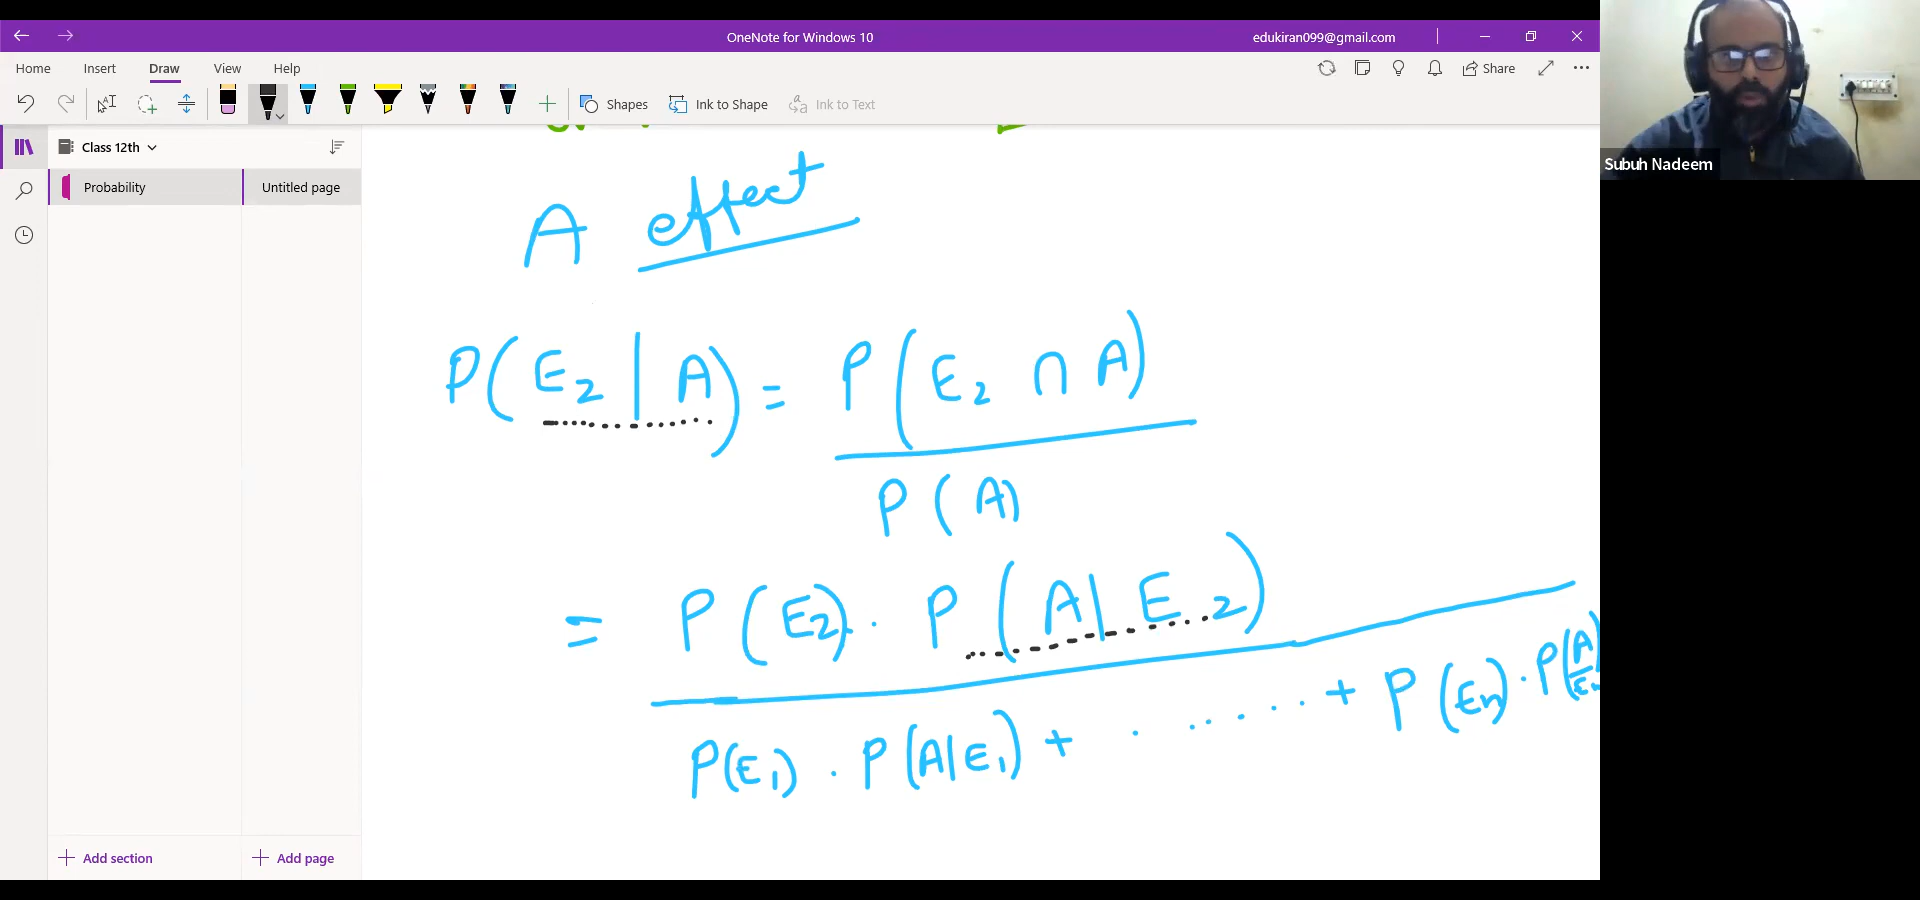 OneNote for Windows 10
edukiran099@gmail.com
Home Insert Draw View Help
Share
Shapes
Ink to Shape
Ink to Text
Class 12th
Probability
Untitled page
Subuh Nadeem
A effect
P(E₂ | A) = P(E₂ ∩ A)
P(A)
= P(E₂) · P(A|E₂)
P(E₁) · P(A|E₁) + · · · · · · · + P(Eₙ) · P(A/Eₙ)
Add section
Add page